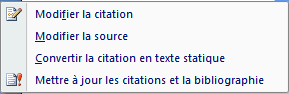 Modifier la citation
Modifier la source
Convertir la citation en texte statique
Mettre à jour les citations et la bibliographie